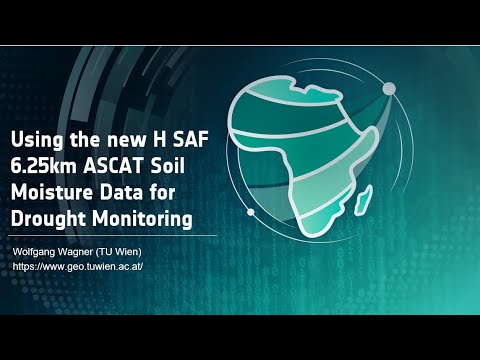 Using the new H SAF
6.25km ASCAT Soil
Moisture Data for
Drought Monitoring
Wolfgang Wagner (TU Wien)
https://www.geo.tuwien.ac.at/